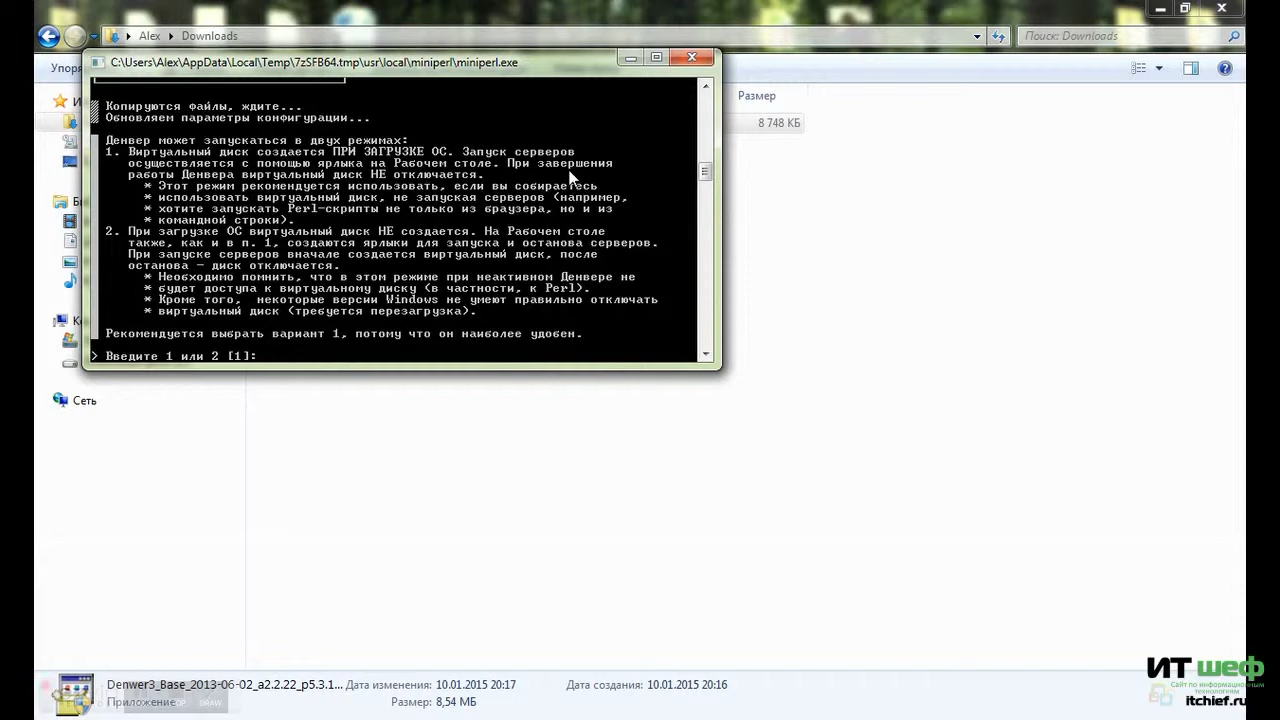 Alex
Downloads
Поиск: Downloads
C:\Users\Alex\AppData\Local\Temp\7zSFB64.tmp\usr\local\miniperl\miniperl.exe
Размер
8 748 КБ
Копируются файлы, ждите...
Обновляем параметры конфигурации...
Денвер может запускаться в двух режимах:
1. Виртуальный диск создается ПРИ ЗАГРУЗКЕ ОС. Запуск серверов
осуществляется с помощью ярлыка на Рабочем столе. При завершения
работы Денвера виртуальный диск НЕ отключается.
* Этот режим рекомендуется использовать, если вы собираетесь
* использовать виртуальный диск, не запуская серверов (например,
* хотите запускать Perl-скрипты не только из браузера, но и из
* командной строки).
2. При загрузке ОС виртуальный диск НЕ создается. На Рабочем столе
также, как и в п. 1, создаются ярлыки для запуска и останова серверов.
При запуске серверов вначале создается виртуальный диск, после
останова - диск отключается.
* Необходимо помнить, что в этом режиме при неактивном Денвере не
* будет доступа к виртуальному диску (в частности, к Perl).
* Кроме того, некоторые версии Windows не умеют правильно отключать
* виртуальный диск (требуется перезагрузка).
Рекомендуется выбрать вариант 1, потому что он наиболее удобен.
> Введите 1 или 2 [1]:
Сеть
Denwer3_Base_2013-06-02_a2.2.22_p5.3.1... Дата изменения: 10.01.2015 20:17 Дата создания: 10.01.2015 20:16
Приложение Размер: 8,54 МБ
ИТ шеф
Сайт по информационным
технологиям
itchief.ru